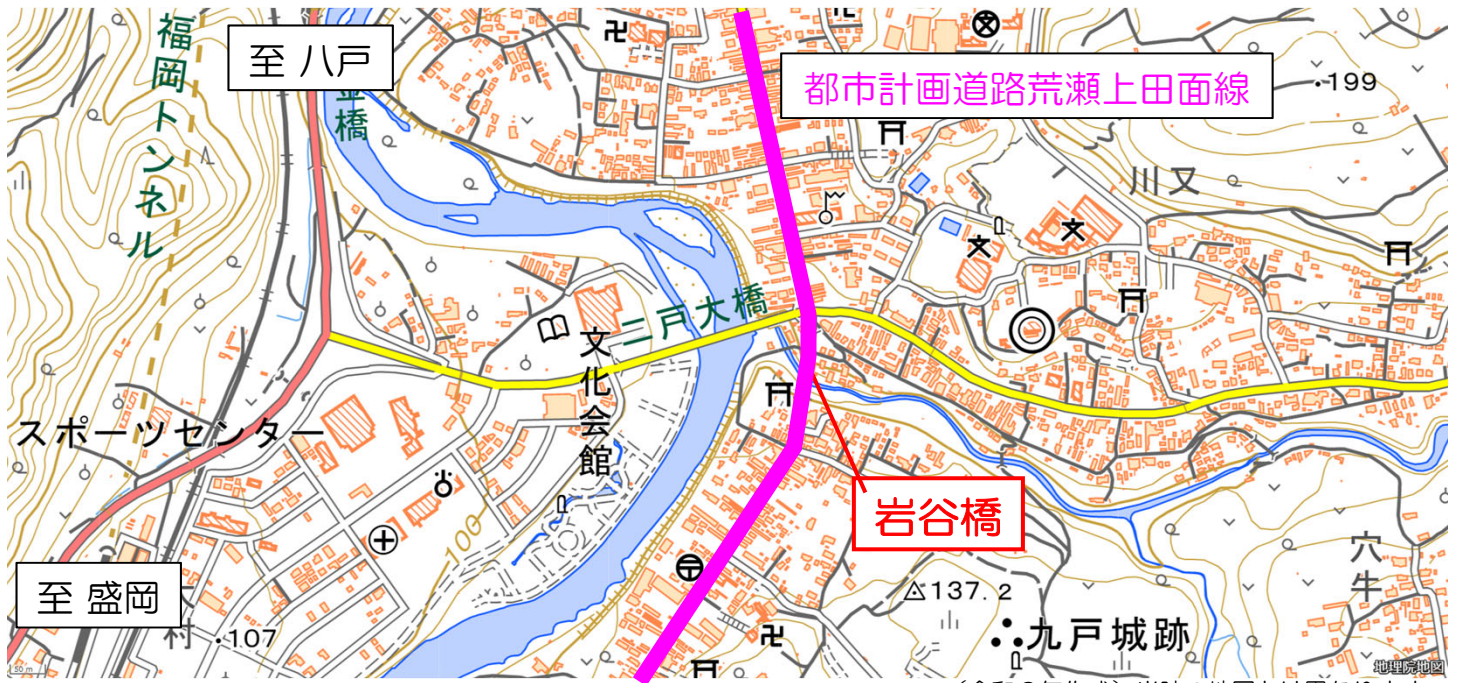 福岡トンネル
至 八戸
橋
都市計画道路荒瀬上田面線
199
川又
二戸大橋
文化会館
スポーツセンター
岩谷橋
100
穴牛
至 盛岡
村
107
137.2
九戸城跡
50 m
地理院地図